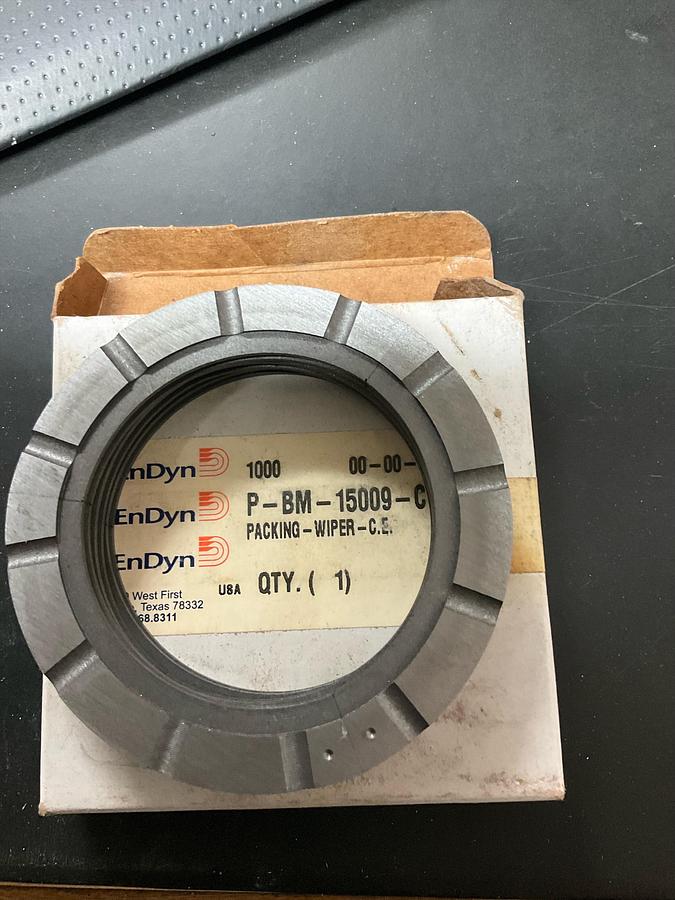 EnDyn 1000 00-00-
EnDyn P-BM-15009-C
PACKING-WIPER-C.E.
EnDyn
USA QTY. ( 1)
West First
, Texas 78332
68.8311